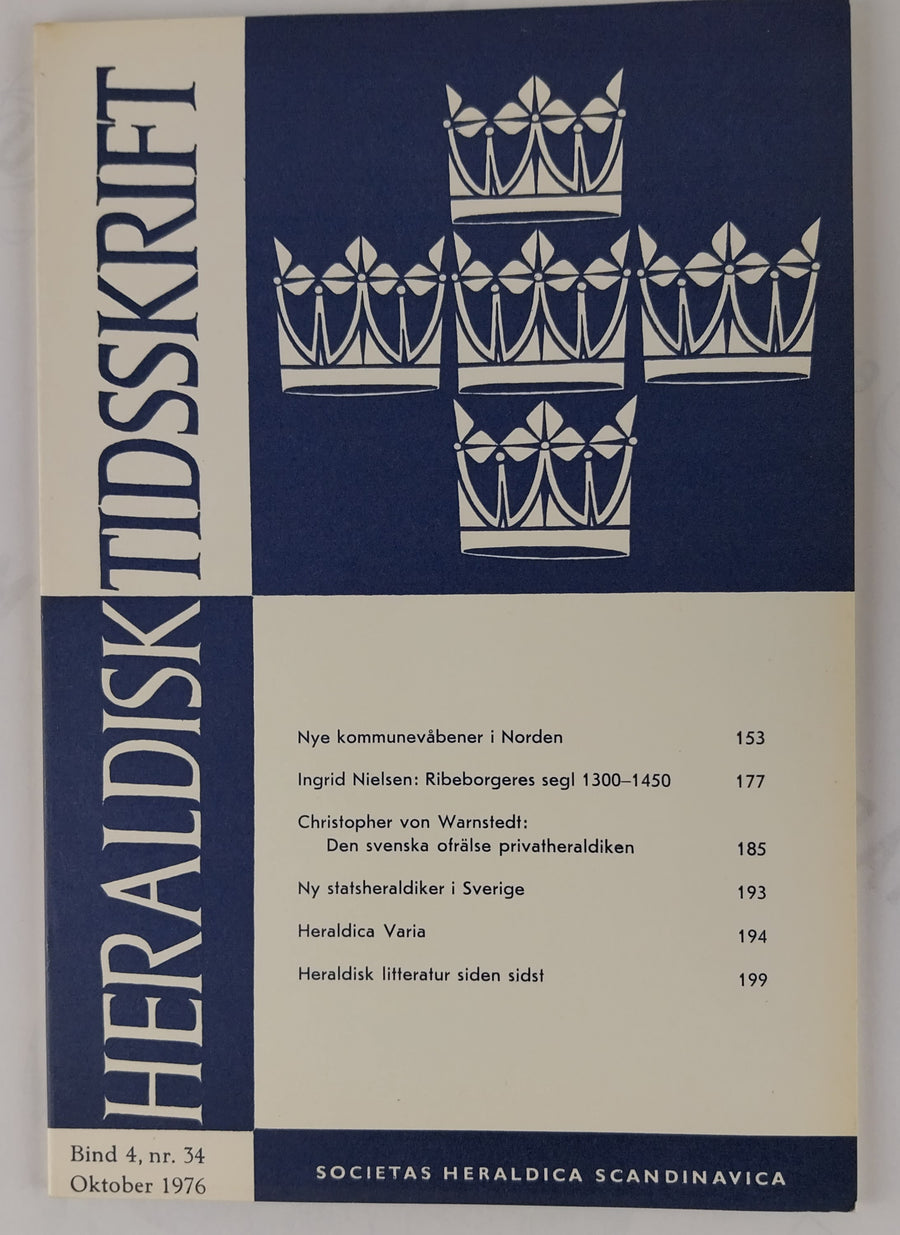 HERALDISK TIDSSKRIFT
Nye kommunevåbener i Norden 153
Ingrid Nielsen: Ribeborgeres segl 1300–1450 177
Christopher von Warnstedt:
Den svenska ofrälse privatheraldiken 185
Ny statsheraldiker i Sverige 193
Heraldica Varia 194
Heraldisk litteratur siden sidst 199
Bind 4, nr. 34
Oktober 1976
SOCIETAS HERALDICA SCANDINAVICA